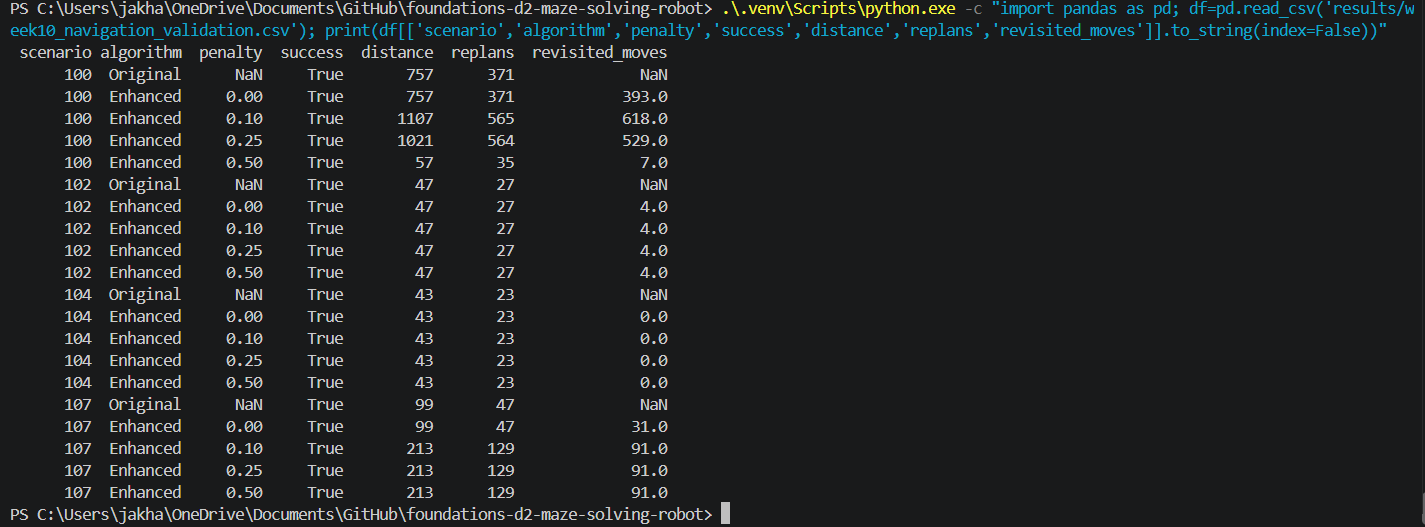 PS C:\Users\jakha\OneDrive\Documents\GitHub\foundations-d2-maze-solving-robot> .\.venv\Scripts\python.exe -c "import pandas as pd; df=pd.read_csv('results/w
eek10_navigation_validation.csv'); print(df[['scenario','algorithm','penalty','success','distance','replans','revisited_moves']].to_string(index=False))"
scenario algorithm penalty success distance replans revisited_moves
100 Original NaN True 757 371 NaN
100 Enhanced 0.00 True 757 371 393.0
100 Enhanced 0.10 True 1107 565 618.0
100 Enhanced 0.25 True 1021 564 529.0
100 Enhanced 0.50 True 57 35 7.0
102 Original NaN True 47 27 NaN
102 Enhanced 0.00 True 47 27 4.0
102 Enhanced 0.10 True 47 27 4.0
102 Enhanced 0.25 True 47 27 4.0
102 Enhanced 0.50 True 47 27 4.0
104 Original NaN True 43 23 NaN
104 Enhanced 0.00 True 43 23 0.0
104 Enhanced 0.10 True 43 23 0.0
104 Enhanced 0.25 True 43 23 0.0
104 Enhanced 0.50 True 43 23 0.0
107 Original NaN True 99 47 NaN
107 Enhanced 0.00 True 99 47 31.0
107 Enhanced 0.10 True 213 129 91.0
107 Enhanced 0.25 True 213 129 91.0
107 Enhanced 0.50 True 213 129 91.0
PS C:\Users\jakha\OneDrive\Documents\GitHub\foundations-d2-maze-solving-robot>